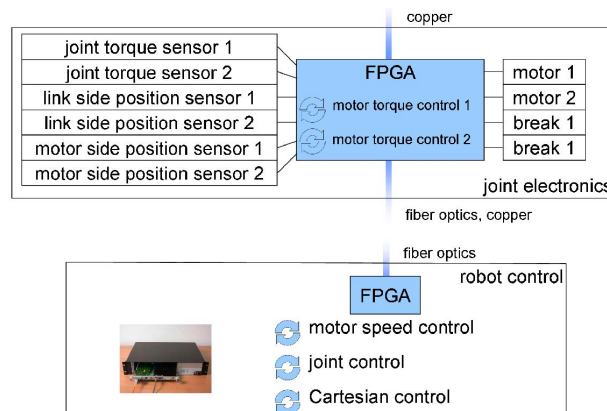 copper
joint torque sensor 1
joint torque sensor 2
link side position sensor 1
link side position sensor 2
motor side position sensor 1
motor side position sensor 2
FPGA
motor torque control 1
motor torque control 2
motor 1
motor 2
break 1
break 1
joint electronics
fiber optics, copper
fiber optics
robot control
FPGA
motor speed control
joint control
Cartesian control